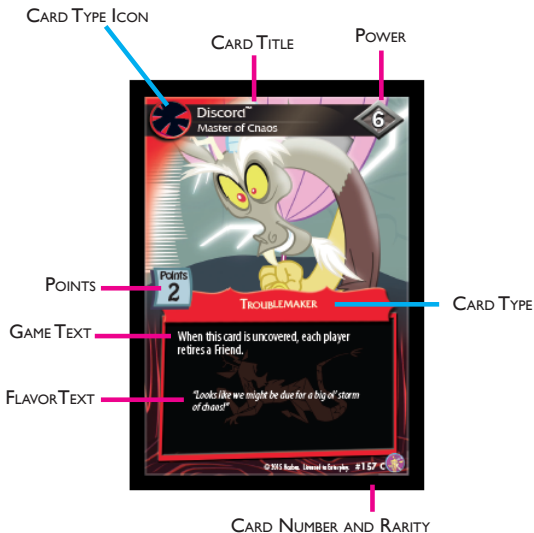 CARD TYPE ICON
CARD TITLE
POWER
Discord™
Master of Chaos
6
Points
2
POINTS
TROUBLEMAKER
CARD TYPE
GAME TEXT
When this card is uncovered, each player
retires a Friend.
FLAVOR TEXT
"Looks like we might be due for a big ol' storm
of chaos!"
© 2015 Hasbro. Licensed to Enterplay. #157 C
CARD NUMBER AND RARITY